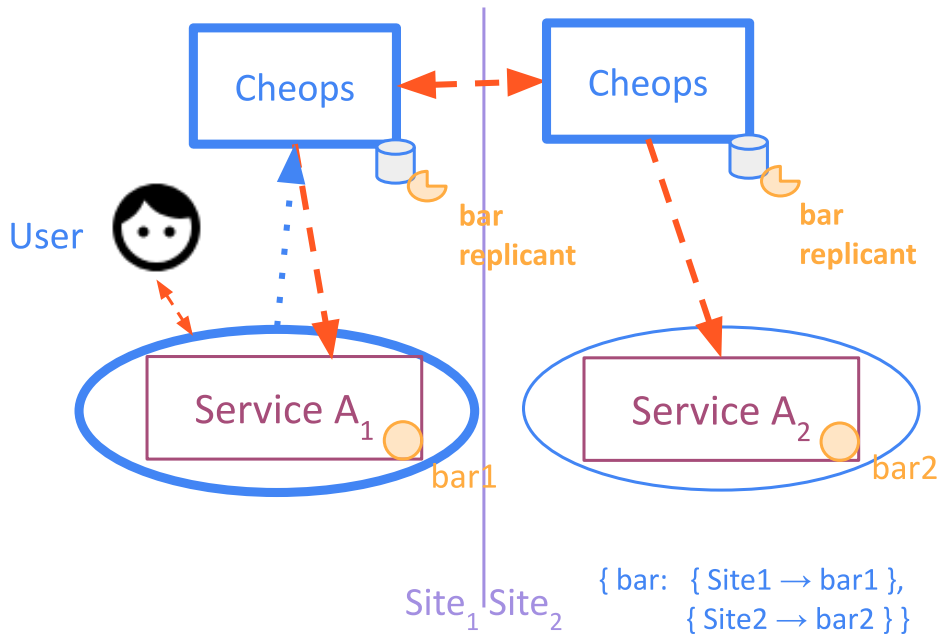 Cheops
Cheops
User
bar
replicant
bar
replicant
Service A₁
bar1
Service A₂
bar2
Site₁
Site₂
{ bar: { Site1 → bar1 },
{ Site2 → bar2 } }